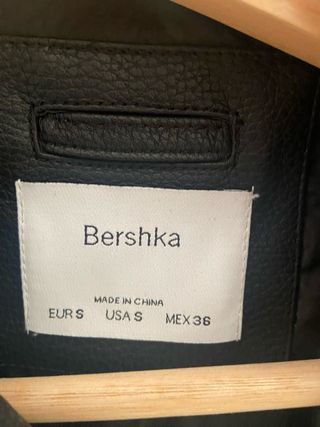 Bershka
MADE IN CHINA
EUR S USA S MEX 36